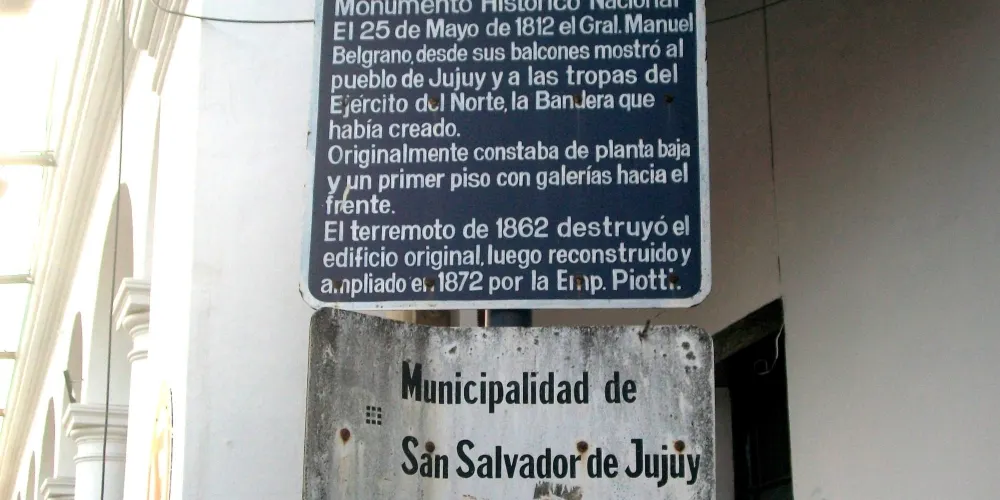 Monumento Histórico Nacional
El 25 de Mayo de 1812 el Gral. Manuel
Belgrano, desde sus balcones mostró al
pueblo de Jujuy y a las tropas del
Ejército del Norte, la Bandera que
había creado.
Originalmente constaba de planta baja
y un primer piso con galerías hacia el
frente.
El terremoto de 1862 destruyó el
edificio original, luego reconstruido y
ampliado en 1872 por la Emp. Piotti.
Municipalidad de
San Salvador de Jujuy